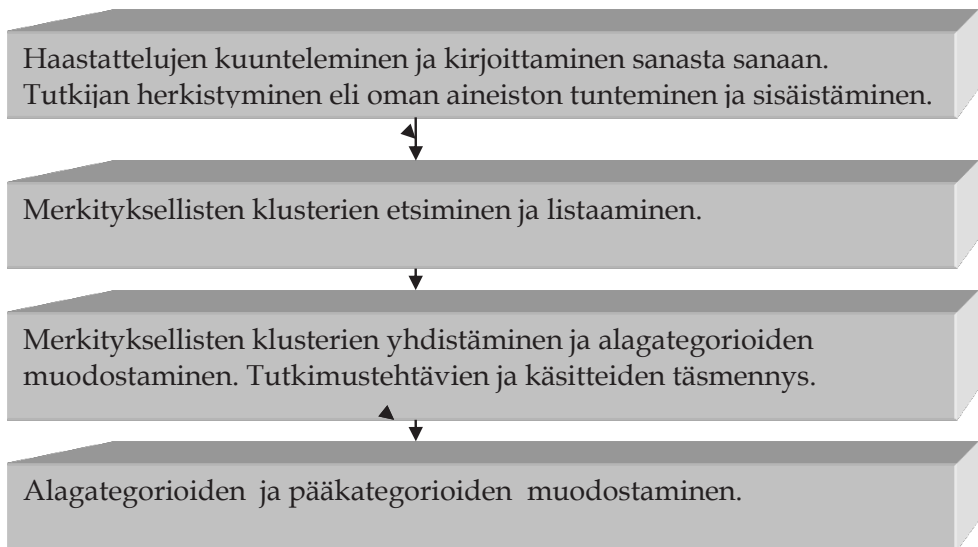 Haastattelujen kuunteleminen ja kirjoittaminen sanasta sanaan.
Tutkijan herkistyminen eli oman aineiston tunteminen ja sisäistäminen.
Merkityksellisten klusterien etsiminen ja listaaminen.
Merkityksellisten klusterien yhdistäminen ja alagategorioiden
muodostaminen. Tutkimustehtävien ja käsitteiden täsmennys.
Alagategorioiden ja pääkategorioiden muodostaminen.